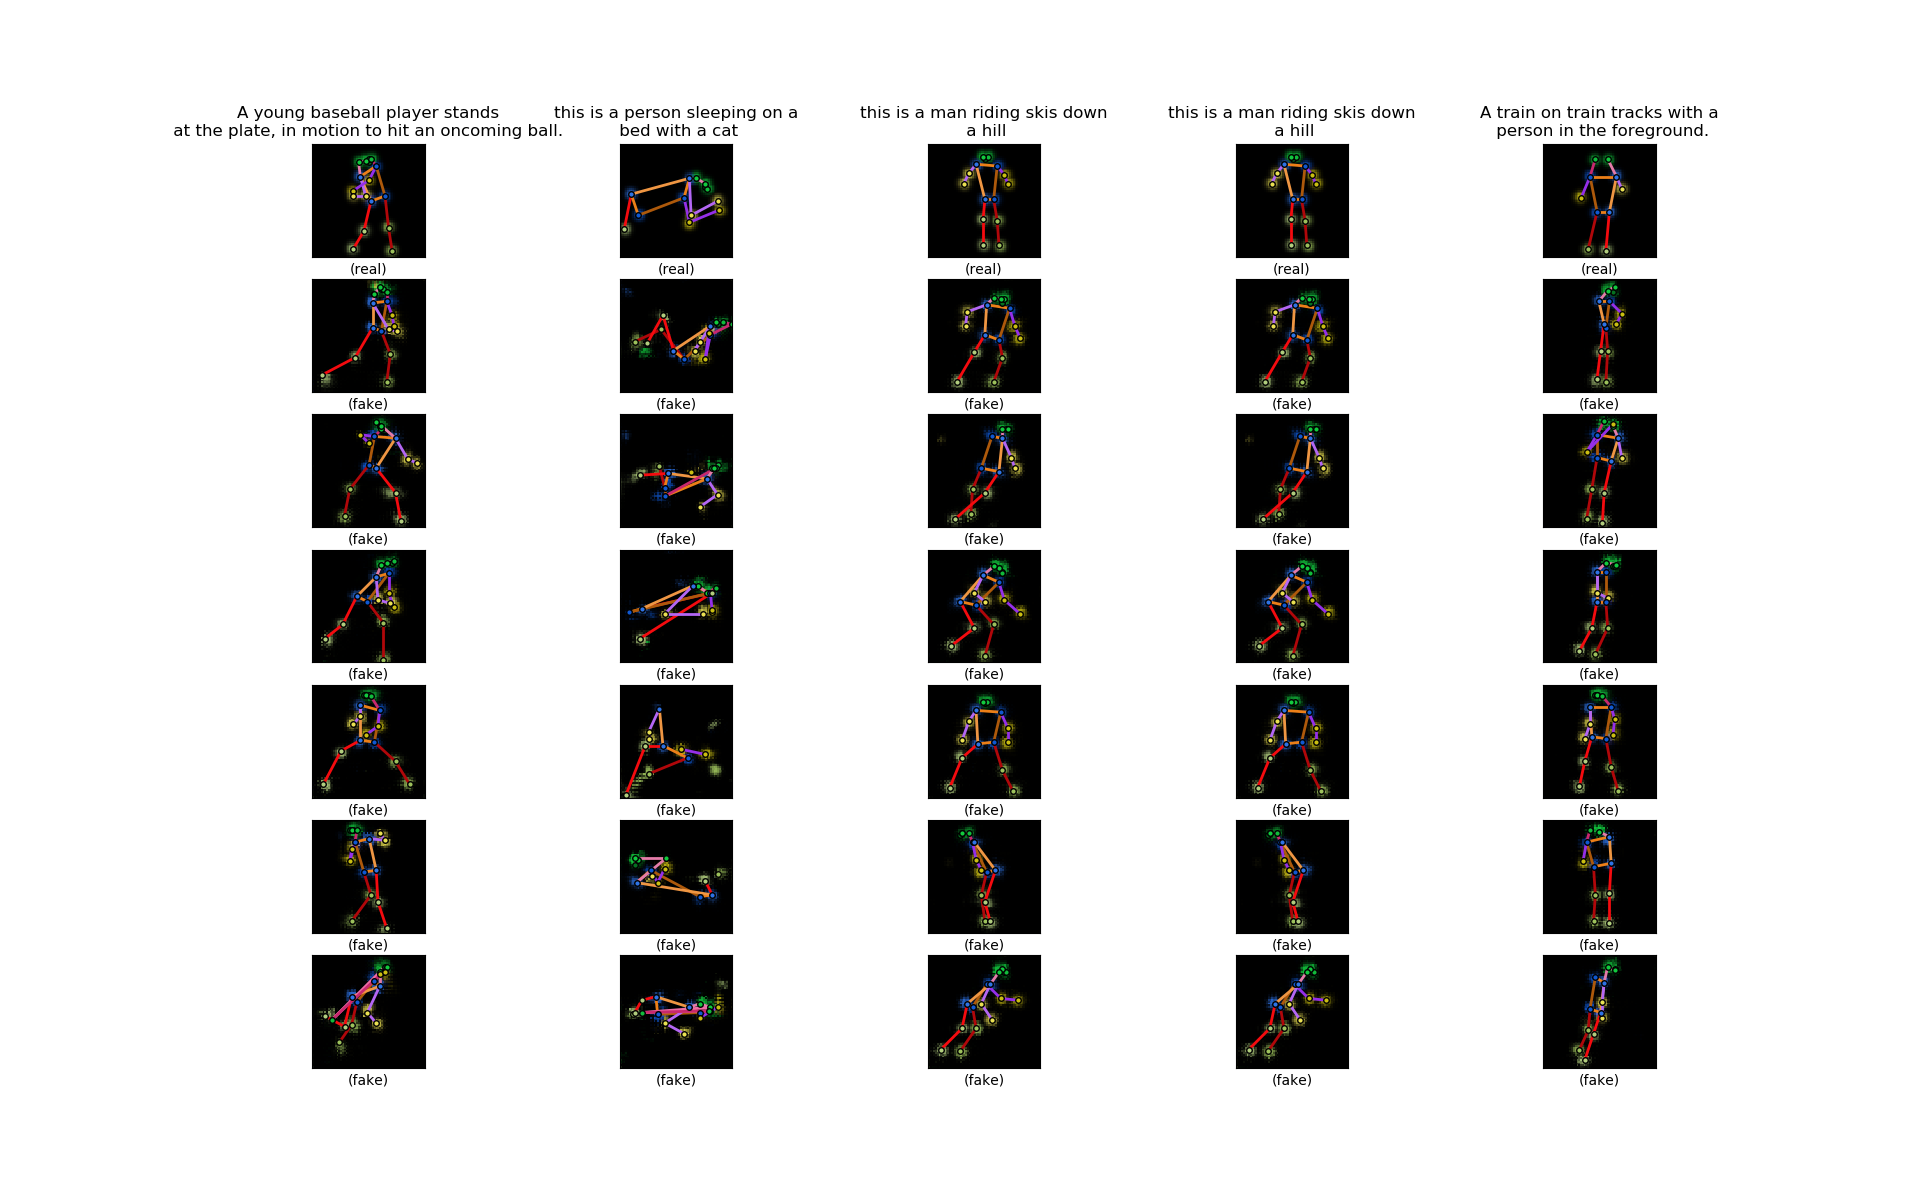 A young baseball player stands
at the plate, in motion to hit an oncoming ball.
this is a person sleeping on a
bed with a cat
this is a man riding skis down
a hill
this is a man riding skis down
a hill
A train on train tracks with a
person in the foreground.
(real) (real) (real) (real) (real)
(fake) (fake) (fake) (fake) (fake)
(fake) (fake) (fake) (fake) (fake)
(fake) (fake) (fake) (fake) (fake)
(fake) (fake) (fake) (fake) (fake)
(fake) (fake) (fake) (fake) (fake)
(fake) (fake) (fake) (fake) (fake)